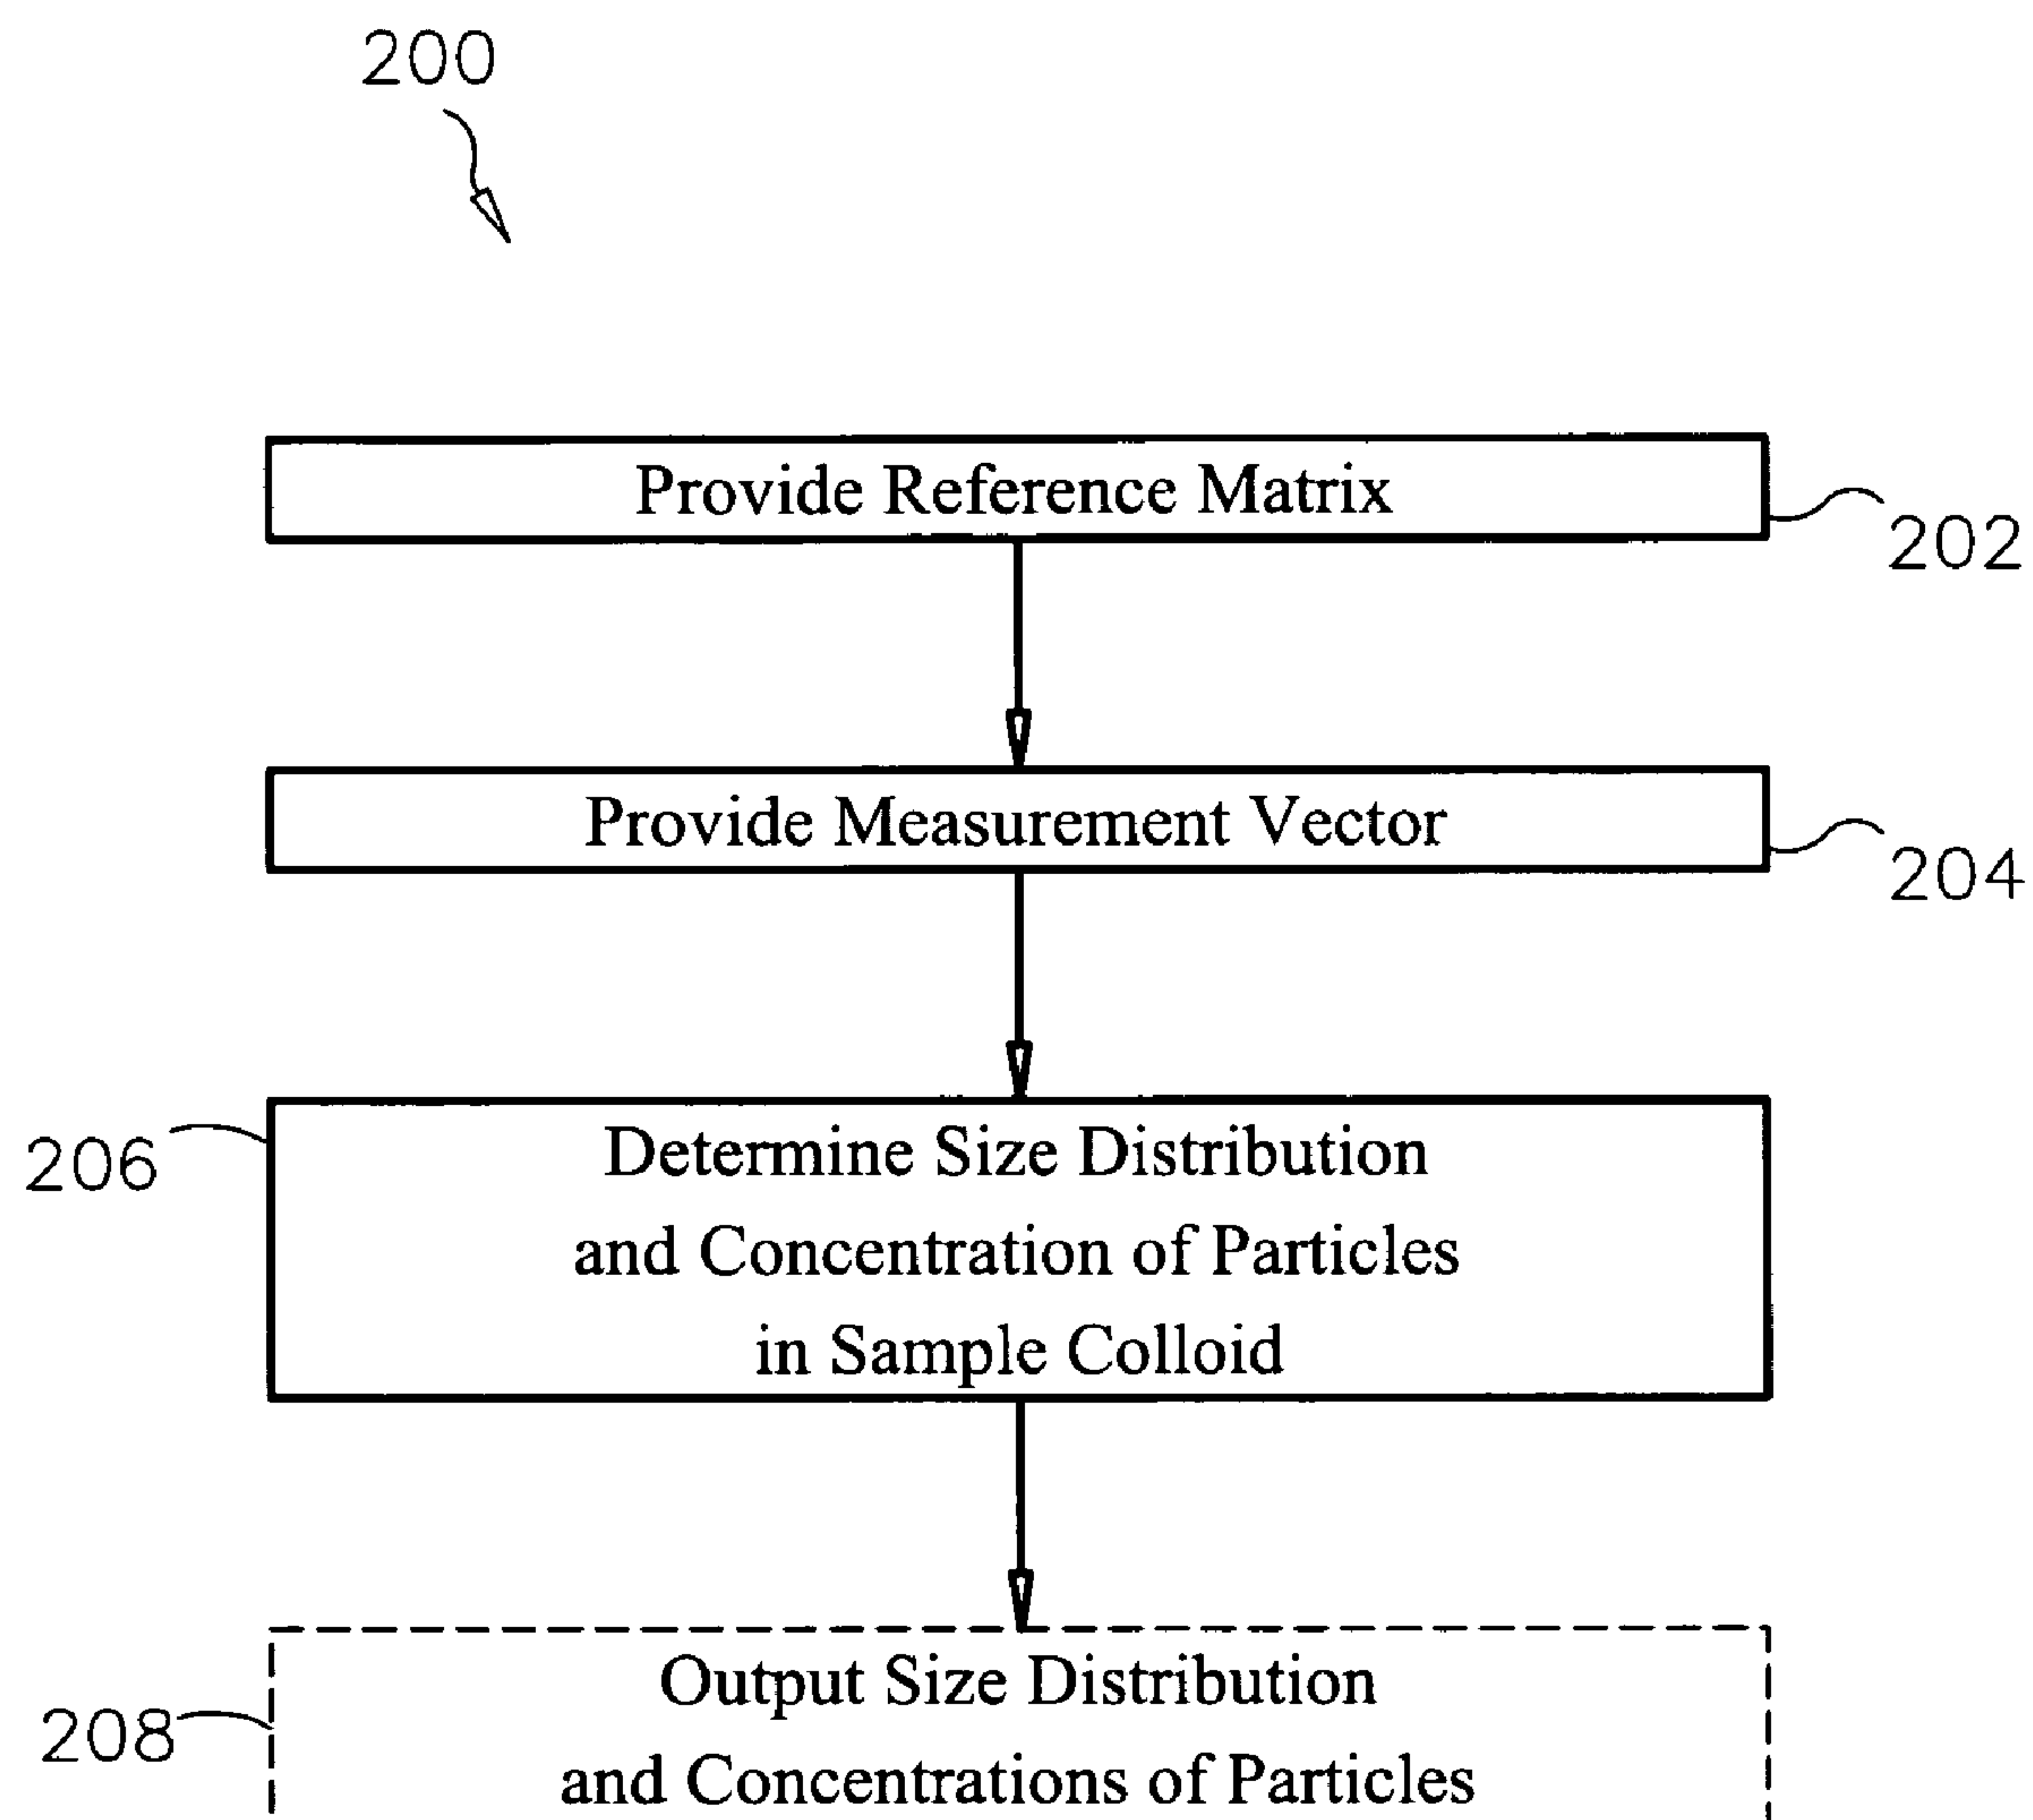 200
Provide Reference Matrix
202
Provide Measurement Vector
204
206
Determine Size Distribution
and Concentration of Particles
in Sample Colloid
Output Size Distribution
208
and Concentrations of Particles